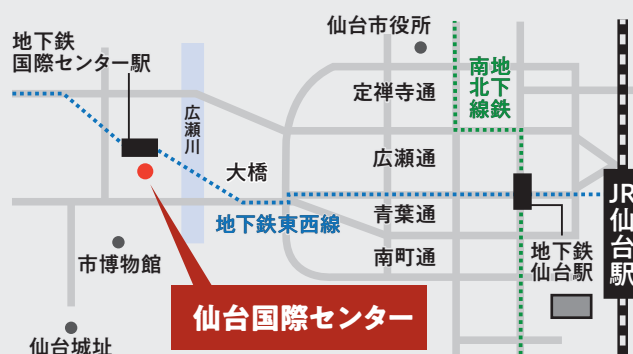 仙台市役所
地下鉄
国際センター駅
地下鉄
南北線
定禅寺通
広瀬川
広瀬通
大橋
JR仙台駅
青葉通
地下鉄東西線
南町通
地下鉄
仙台駅
市博物館
仙台国際センター
仙台城址